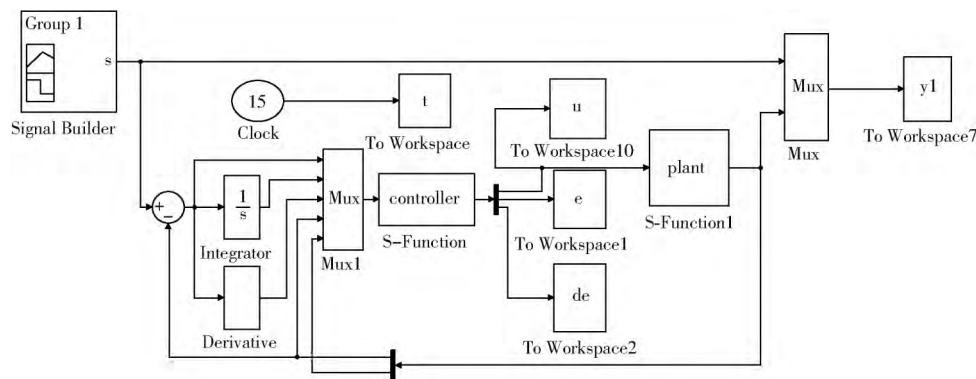 Group 1
s
Signal Builder
15
Clock
t
To Workspace
u
To Workspace10
Mux
Mux
y1
To Workspace7
plant
S-Function1
+
−
1
s
Integrator
Derivative
Mux
Mux1
controller
S-Function
e
To Workspace1
de
To Workspace2